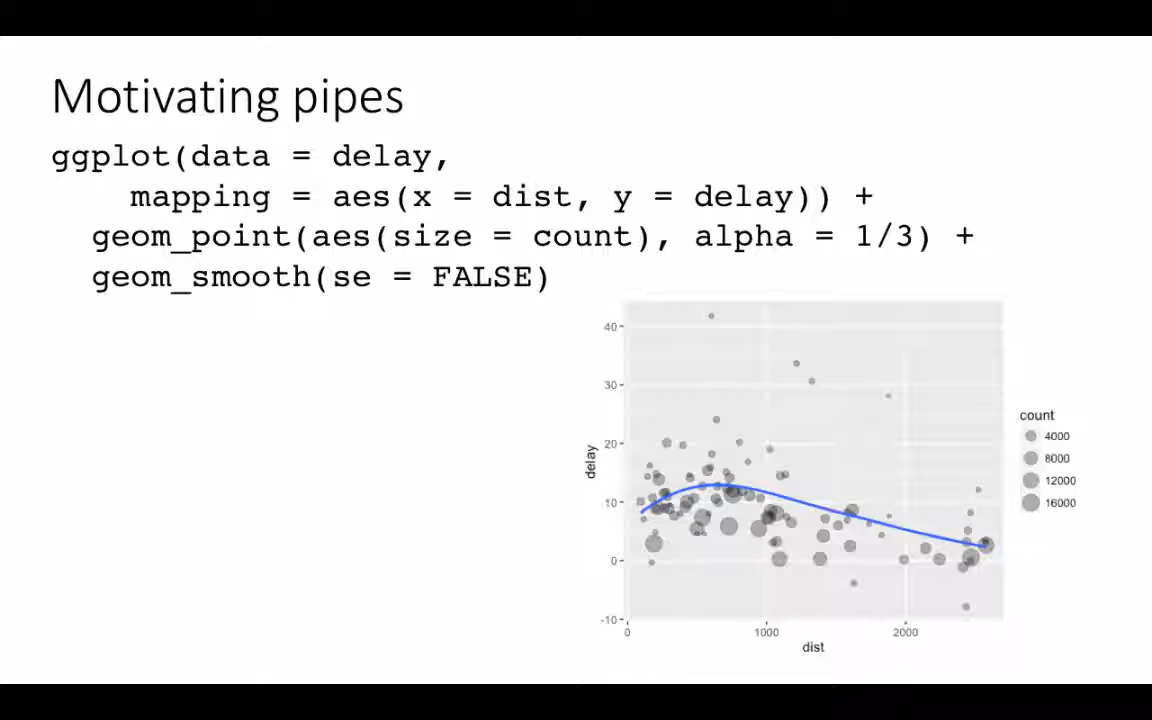 Motivating pipes
ggplot(data = delay,
mapping = aes(x = dist, y = delay)) +
geom_point(aes(size = count), alpha = 1/3) +
geom_smooth(se = FALSE)
40
30
20
10
0
-10
delay
0 1000 2000
dist
count
4000
8000
12000
16000